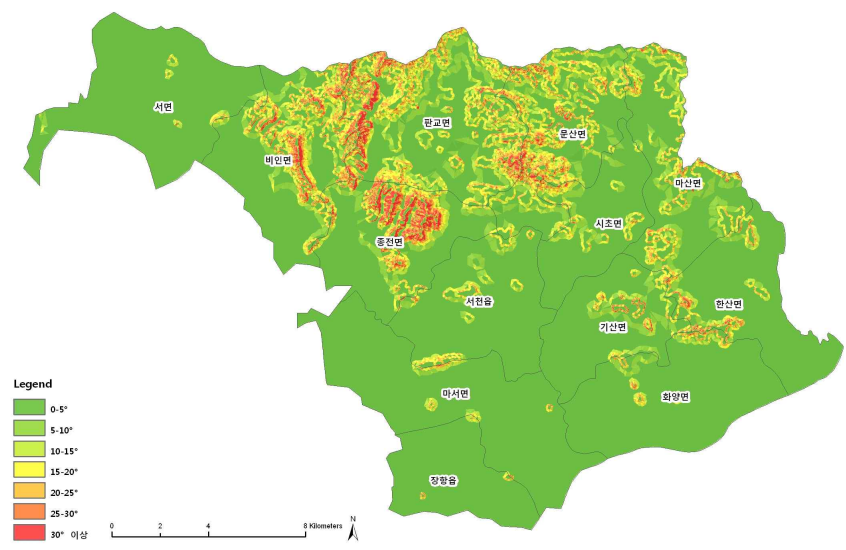 서면
판교면
문산면
비인면
마산면
시초면
종전면
서천읍
한산면
기산면
마서면
화양면
장항읍
Legend
0-5°
5-10°
10-15°
15-20°
20-25°
25-30°
30° 이상
0 2 4 8 Kilometers
N